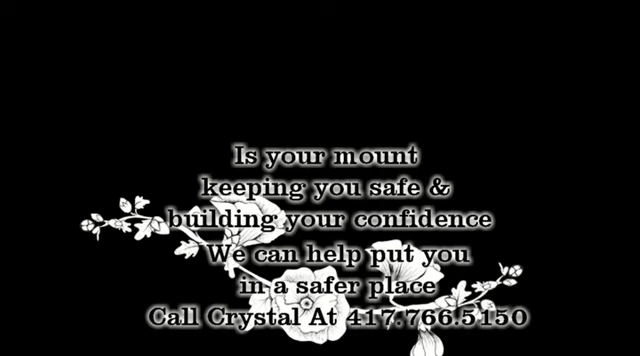 Is your mount
keeping you safe &
building your confidence
We can help put you
in a safer place
Call Crystal At 417.766.5150